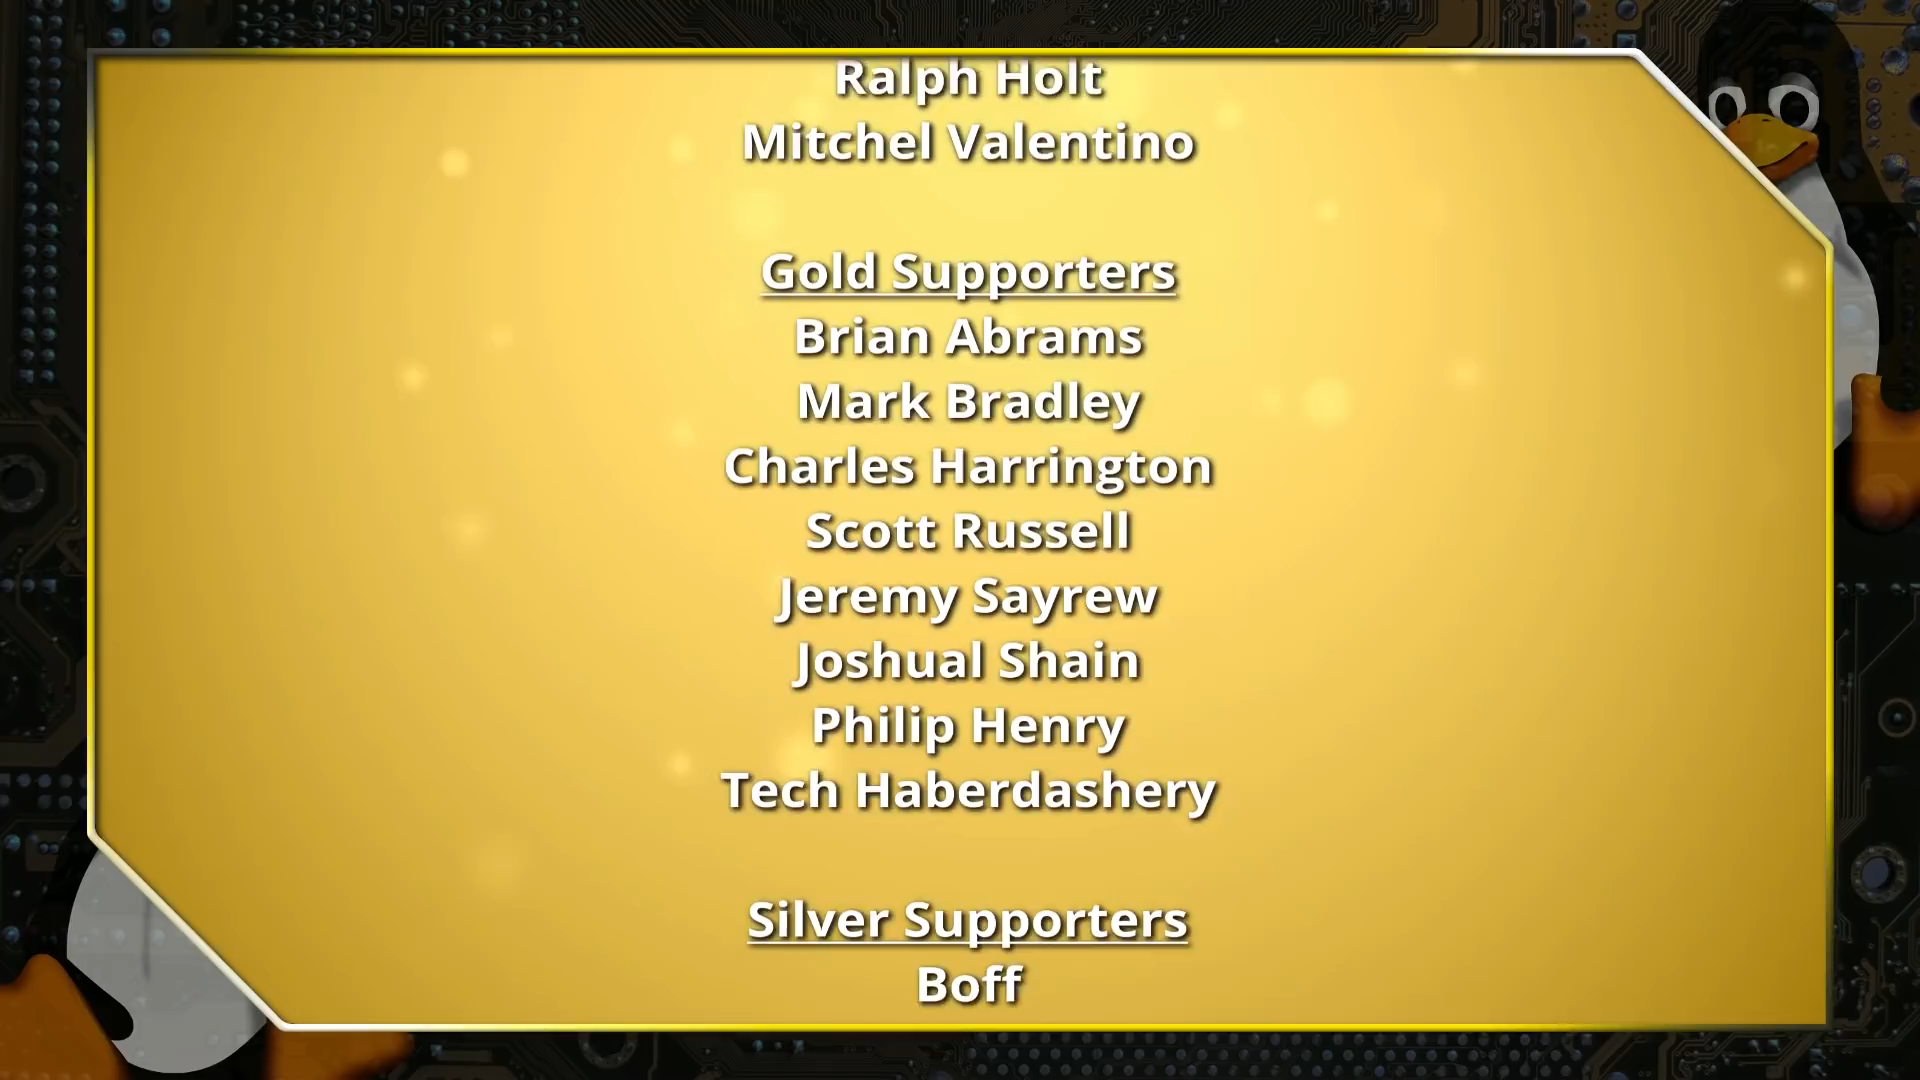 Ralph Holt
Mitchel Valentino
Gold Supporters
Brian Abrams
Mark Bradley
Charles Harrington
Scott Russell
Jeremy Sayrew
Joshual Shain
Philip Henry
Tech Haberdashery
Silver Supporters
Boff